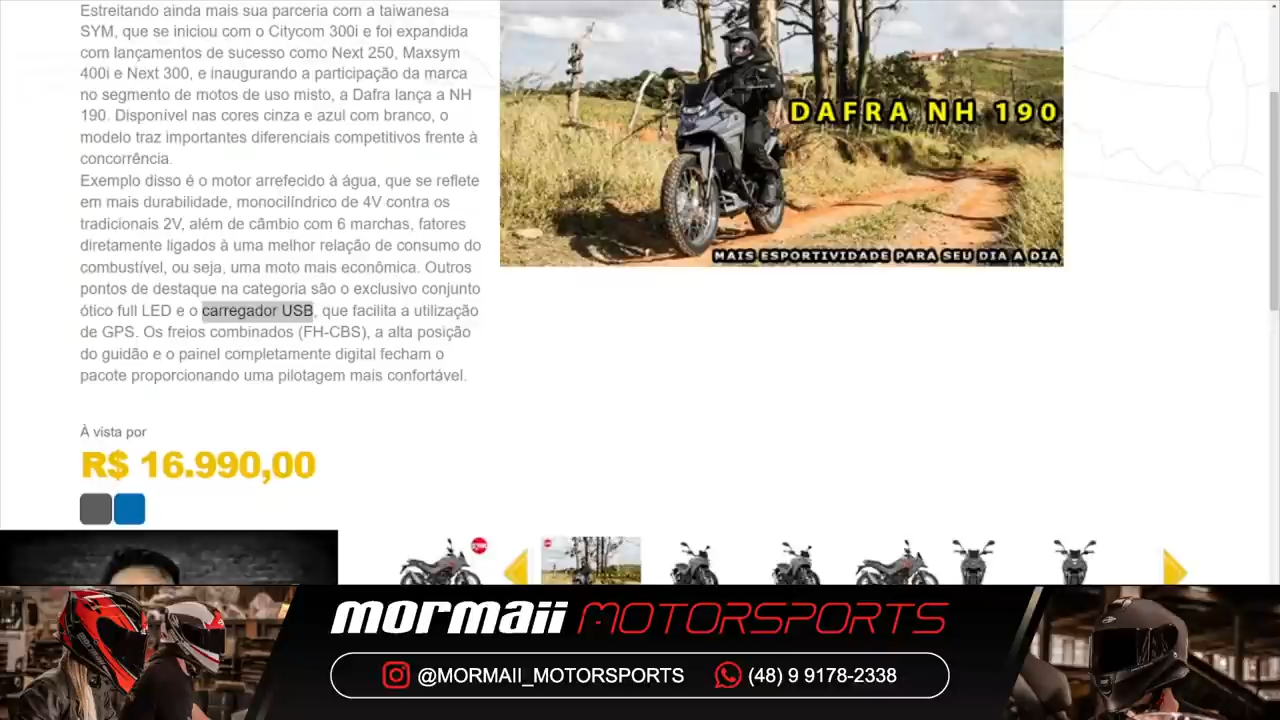 Estreitando ainda mais sua parceria com a taiwanesa
SYM, que se iniciou com o Citycom 300i e foi expandida
com lançamentos de sucesso como Next 250, Maxsym
400i e Next 300, e inaugurando a participação da marca
no segmento de motos de uso misto, a Dafra lança a NH
190. Disponível nas cores cinza e azul com branco, o
modelo traz importantes diferenciais competitivos frente à
concorrência.
Exemplo disso é o motor arrefecido à água, que se reflete
em mais durabilidade, monocilíndrico de 4V contra os
tradicionais 2V, além de câmbio com 6 marchas, fatores
diretamente ligados à uma melhor relação de consumo do
combustível, ou seja, uma moto mais econômica. Outros
pontos de destaque na categoria são o exclusivo conjunto
ótico full LED e o carregador USB, que facilita a utilização
de GPS. Os freios combinados (FH-CBS), a alta posição
do guidão e o painel completamente digital fecham o
pacote proporcionando uma pilotagem mais confortável.
DAFRA NH 190
MAIS ESPORTIVIDADE PARA SEU DIA A DIA
À vista por
R$ 16.990,00
mormaii MOTORSPORTS
@MORMAII_MOTORSPORTS
(48) 9 9178-2338